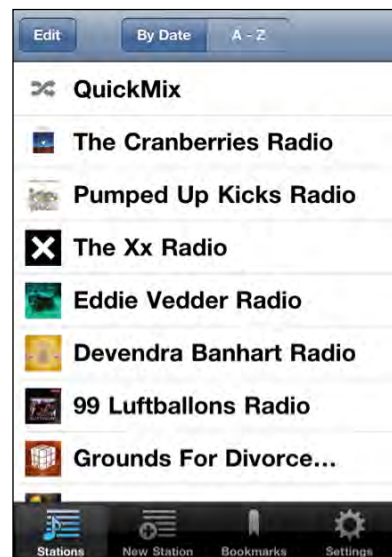 Edit By Date A - Z
QuickMix
The Cranberries Radio
Pumped Up Kicks Radio
The Xx Radio
Eddie Vedder Radio
Devendra Banhart Radio
99 Luftballons Radio
Grounds For Divorce...
Stations New Station Bookmarks Settings